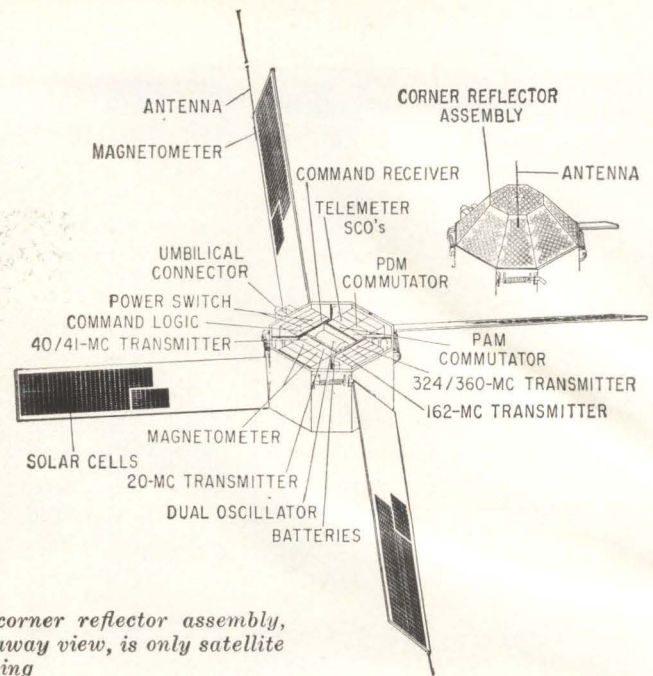 ANTENNA
MAGNETOMETER
CORNER REFLECTOR
ASSEMBLY
ANTENNA
COMMAND RECEIVER
TELEMETER
SCO's
PDM
COMMUTATOR
UMBILICAL
CONNECTOR
POWER SWITCH
COMMAND LOGIC
40/41-MC TRANSMITTER
PAM
COMMUTATOR
324/360-MC TRANSMITTER
162-MC TRANSMITTER
MAGNETOMETER
SOLAR CELLS
20-MC TRANSMITTER
DUAL OSCILLATOR
BATTERIES
corner reflector assembly,
away view, is only satellite
ing